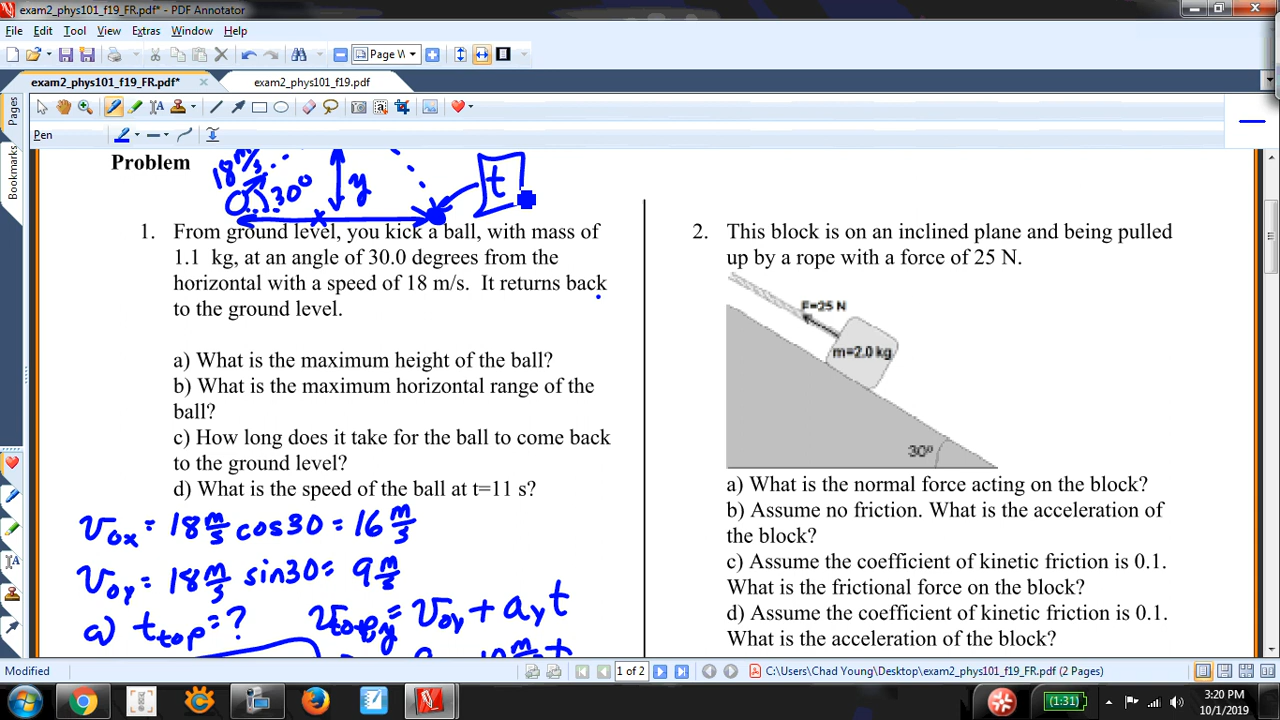 exam2_phys101_f19_FR.pdf* - PDF Annotator
File Edit Tool View Extras Window Help
Page W
exam2_phys101_f19_FR.pdf* exam2_phys101_f19.pdf
Pen
Pages
Bookmarks
Problem
18 m/s 30° y t
1. From ground level, you kick a ball, with mass of
1.1 kg, at an angle of 30.0 degrees from the
horizontal with a speed of 18 m/s. It returns back
to the ground level.
a) What is the maximum height of the ball?
b) What is the maximum horizontal range of the
ball?
c) How long does it take for the ball to come back
to the ground level?
d) What is the speed of the ball at t=11 s?
v0x = 18 m/s cos30 = 16 m/s
v0y = 18 m/s sin30 = 9 m/s
a) t top = ? v top,y = v0y + ay t
2. This block is on an inclined plane and being pulled
up by a rope with a force of 25 N.
F=25 N
m=2.0 kg
30°
a) What is the normal force acting on the block?
b) Assume no friction. What is the acceleration of
the block?
c) Assume the coefficient of kinetic friction is 0.1.
What is the frictional force on the block?
d) Assume the coefficient of kinetic friction is 0.1.
What is the acceleration of the block?
Modified 1 of 2 C:\Users\Chad Young\Desktop\exam2_phys101_f19_FR.pdf (2 Pages)
(1:31) 3:20 PM
10/1/2019